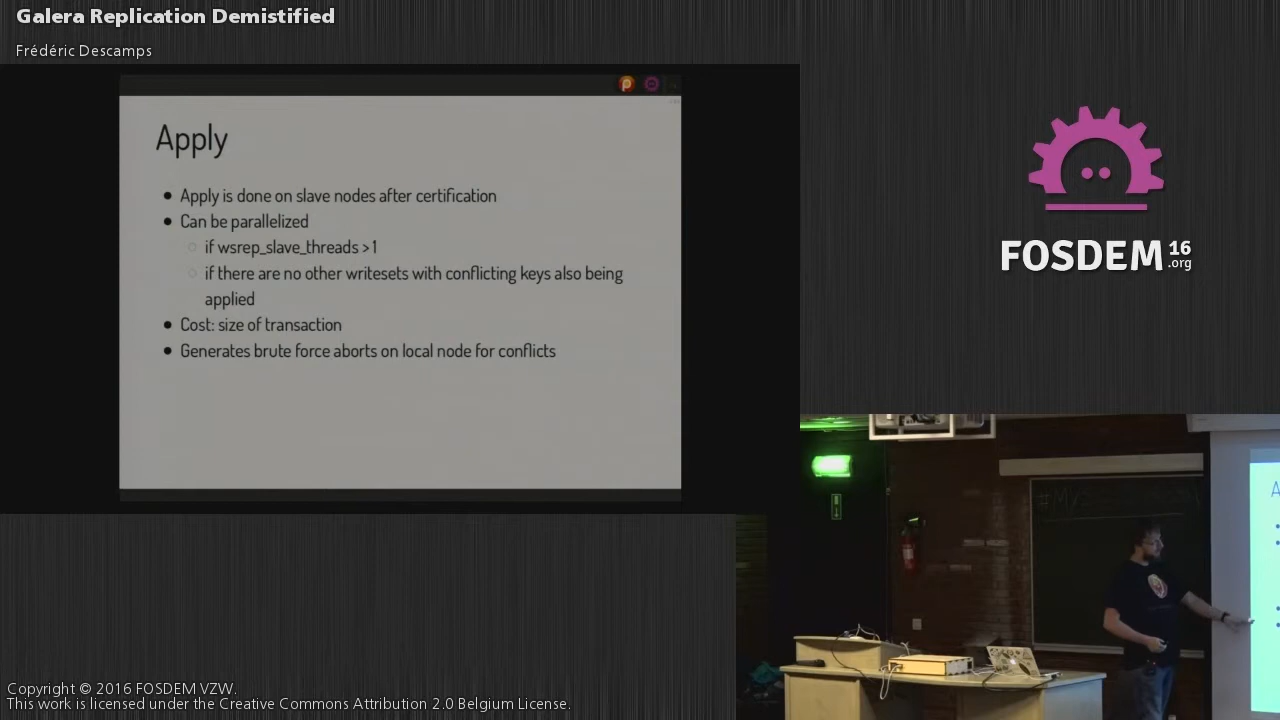 Galera Replication Demistified
Frédéric Descamps
Apply
Apply is done on slave nodes after certification
Can be parallelized
if wsrep_slave_threads > 1
if there are no other writesets with conflicting keys also being
applied
Cost: size of transaction
Generates brute force aborts on local node for conflicts
FOSDEM 16
.org
Copyright © 2016 FOSDEM VZW.
This work is licensed under the Creative Commons Attribution 2.0 Belgium License.